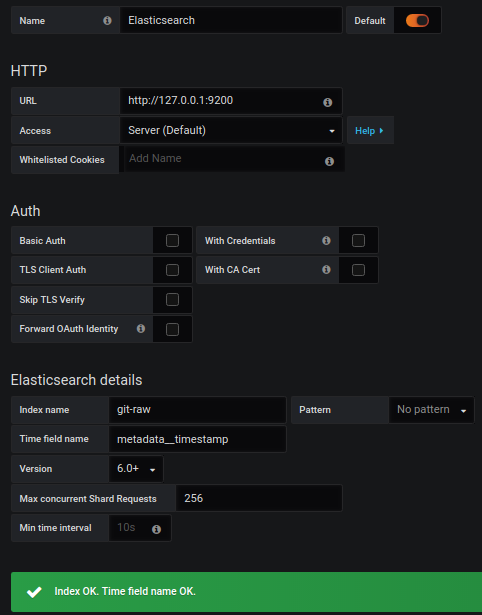 Name Elasticsearch Default
HTTP
URL http://127.0.0.1:9200
Access Server (Default) Help
Whitelisted Cookies Add Name
Auth
Basic Auth With Credentials
TLS Client Auth With CA Cert
Skip TLS Verify
Forward OAuth Identity
Elasticsearch details
Index name git-raw Pattern No pattern
Time field name metadata__timestamp
Version 6.0+
Max concurrent Shard Requests 256
Min time interval 10s
Index OK. Time field name OK.